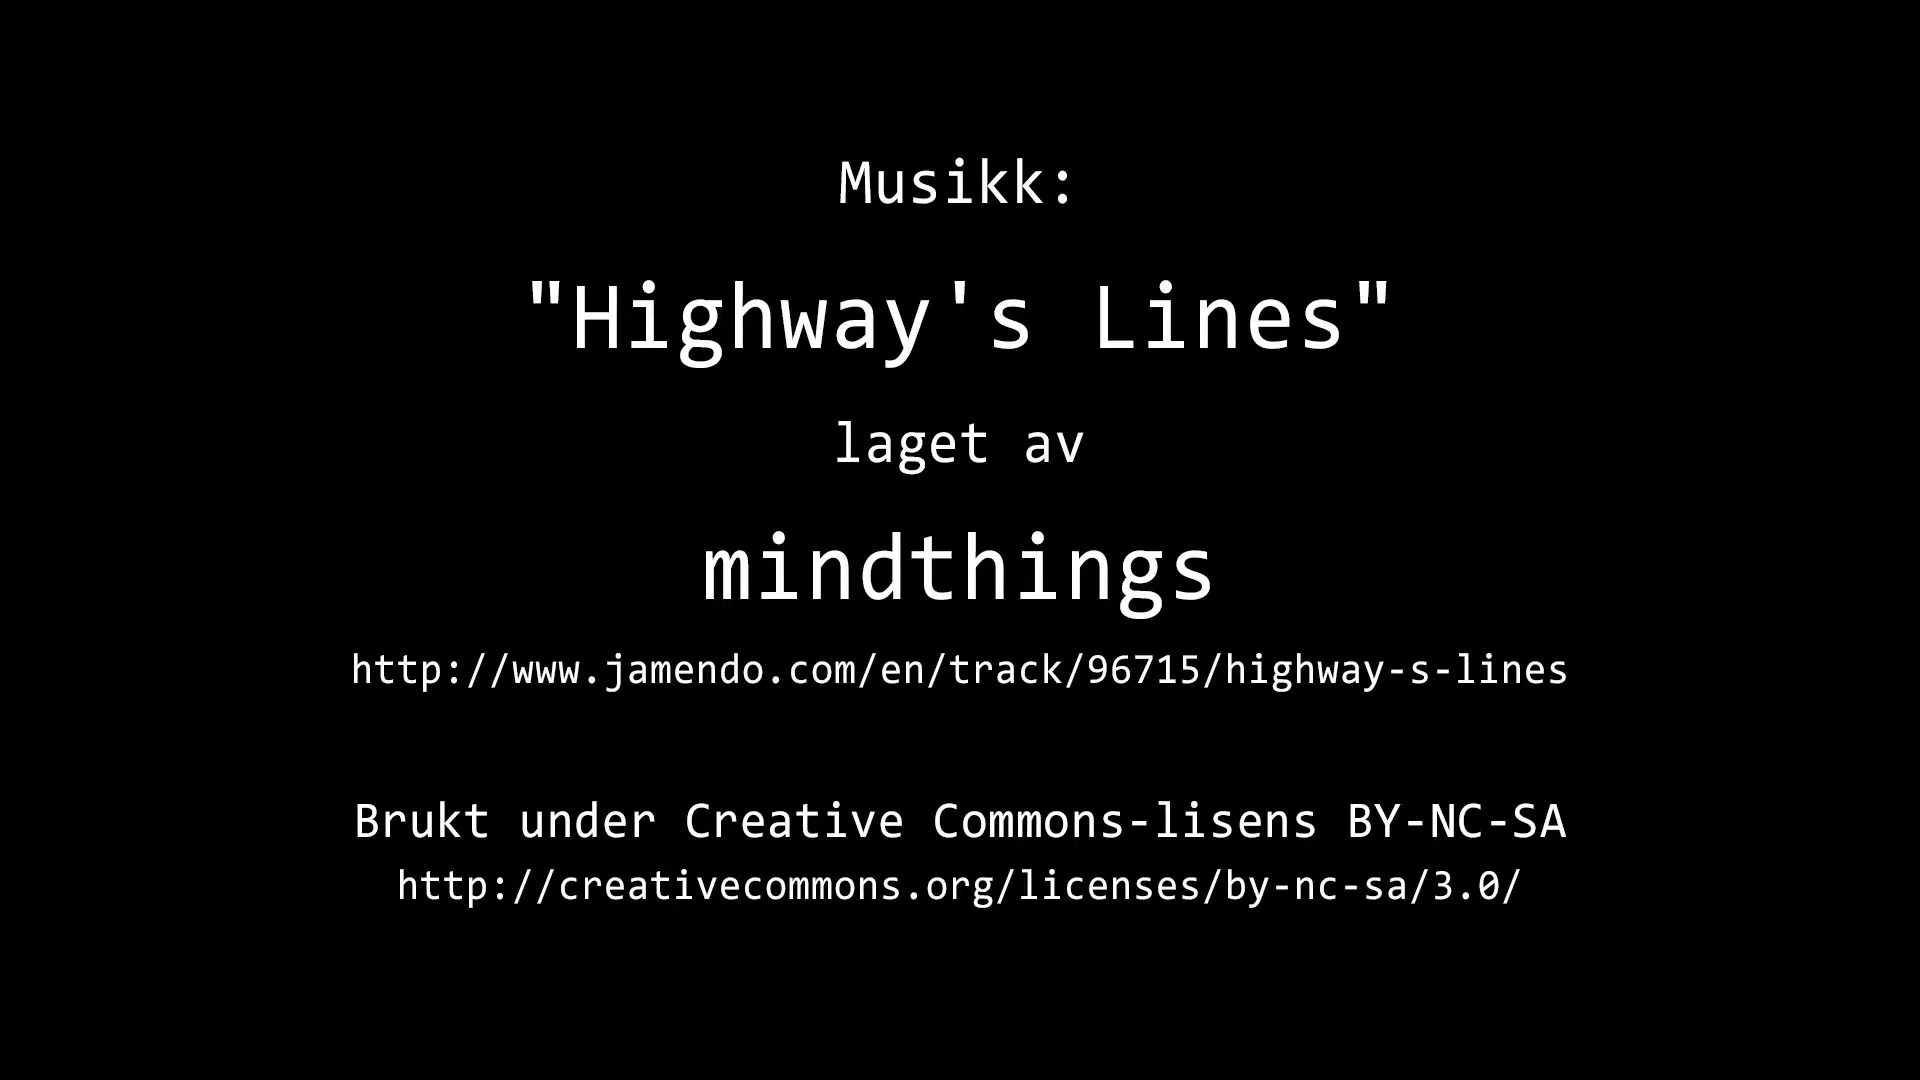 Musikk:
"Highway's Lines"
laget av
mindthings
http://www.jamendo.com/en/track/96715/highway-s-lines
Brukt under Creative Commons-lisens BY-NC-SA
http://creativecommons.org/licenses/by-nc-sa/3.0/